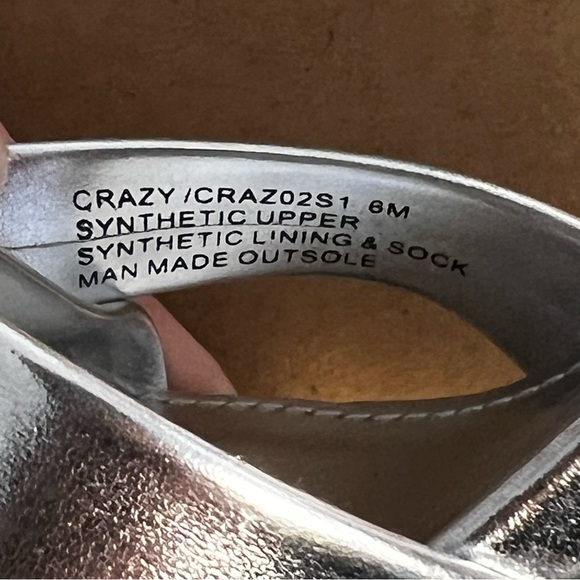 CRAZY /CRAZ02S1 6M
SYNTHETIC UPPER
SYNTHETIC LINING & SOCK
MAN MADE OUTSOLE